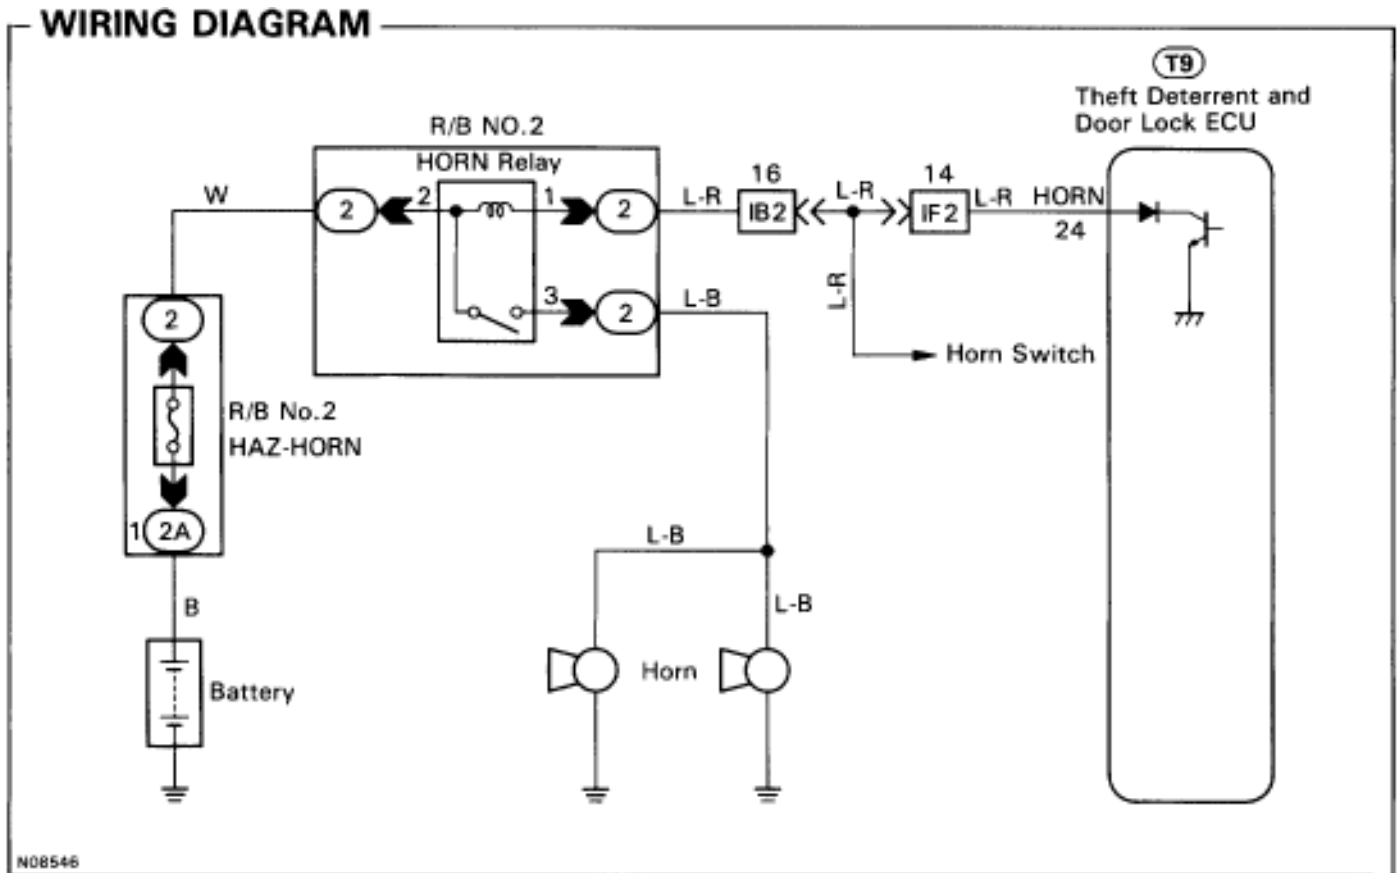 WIRING DIAGRAM
T9
Theft Deterrent and
Door Lock ECU
R/B NO.2
HORN Relay
W
2
2
1
2
L-R
16
IB2
L-R
14
IF2
L-R
HORN
24
3
2
L-B
L-R
Horn Switch
2
R/B No.2
HAZ-HORN
1
2A
B
Battery
L-B
L-B
Horn
N08546